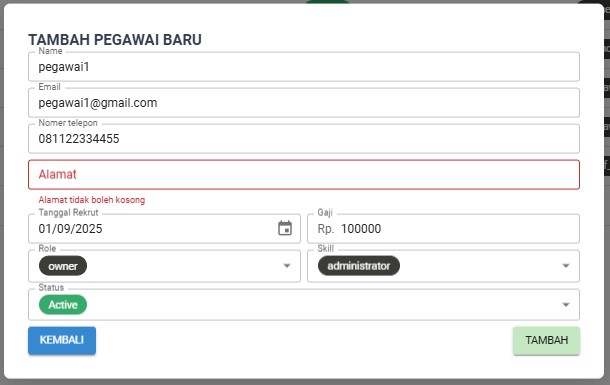 TAMBAH PEGAWAI BARU
Name
pegawai1
Email
pegawai1@gmail.com
Nomer telepon
081122334455
Alamat
Alamat tidak boleh kosong
Tanggal Rekrut
01/09/2025
Gaji
Rp. 100000
Role
owner
Skill
administrator
Status
Active
KEMBALI
TAMBAH